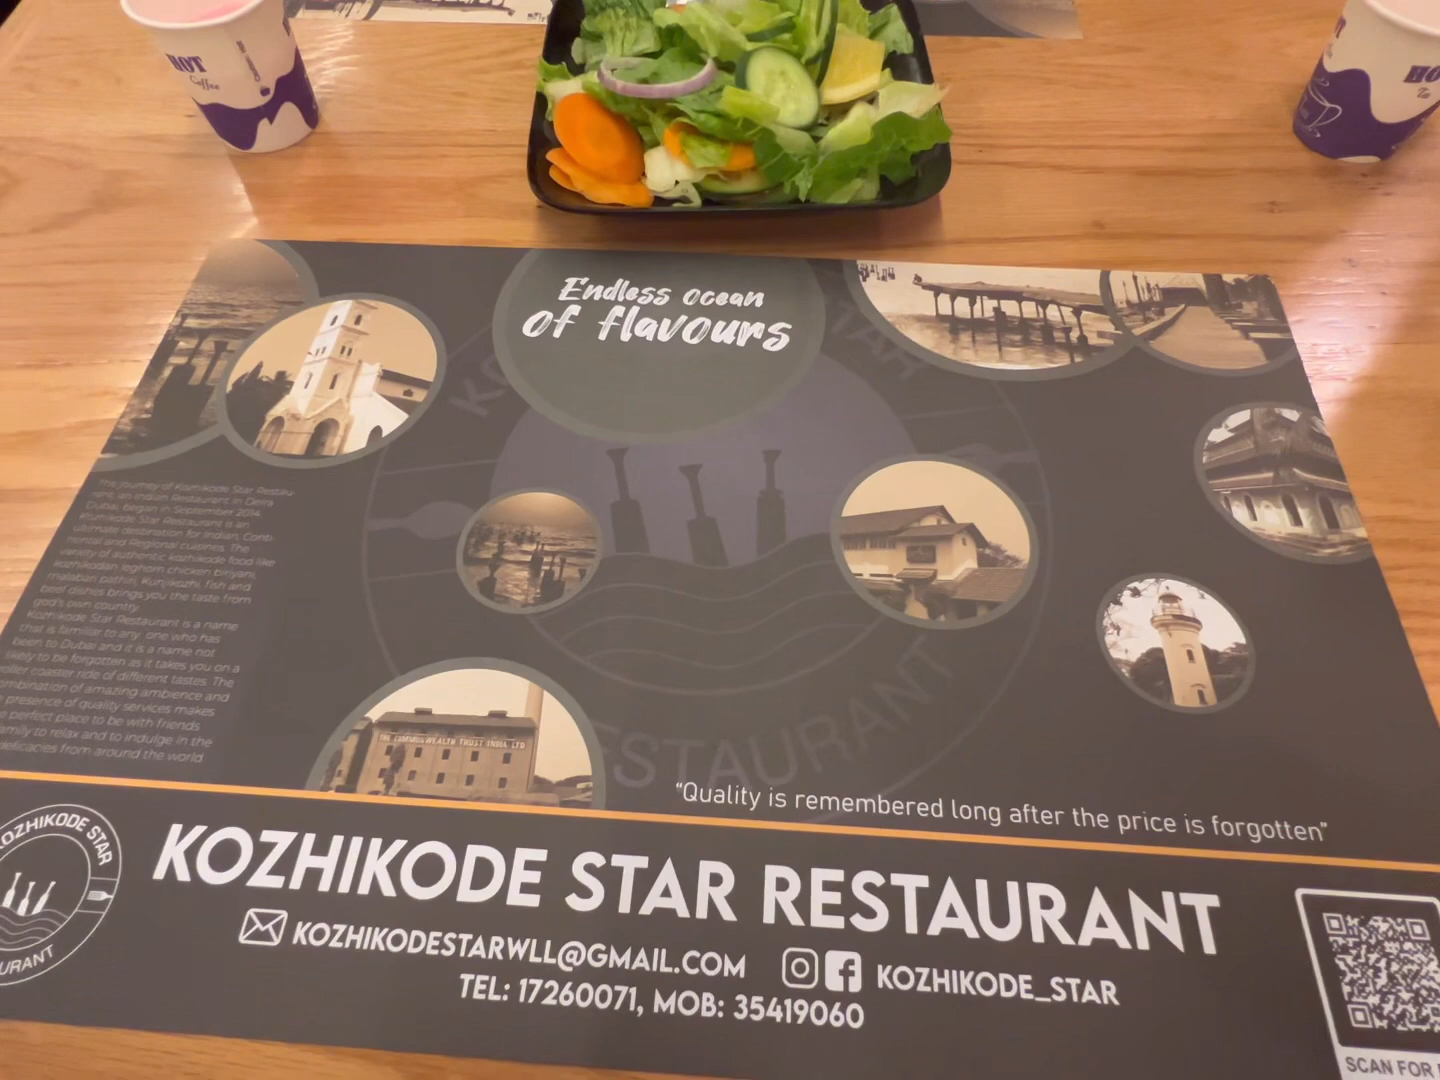 HOT
Coffee
Endless ocean
of flavours
The journey of Kozhikode Star Restau-
rant, an Indian Restaurant in Deira
Dubai, began in September 2014.
Kozhikode Star Restaurant is an
ultimate destination for Indian, Conti-
nental and Regional cuisines. The
variety of authentic kozhikode food like
kozhikodan leghorn chicken biriyani,
malabari pathiri, Kunjikozhi, fish and
beef dishes brings you the taste from
god's own country.
Kozhikode Star Restaurant is a name
that is familiar to any one who has
been to Dubai and it is a name not
likely to be forgotten as it takes you on a
roller coaster ride of different tastes. The
combination of amazing ambience and
presence of quality services makes
perfect place to be with friends
family to relax and to indulge in the
delicacies from around the world
THE COMMONWEALTH TRUST INDIA LTD
RESTAURANT
"Quality is remembered long after the price is forgotten"
KOZHIKODE STAR
KOZHIKODE STAR RESTAURANT
KOZHIKODESTARWLL@GMAIL.COM
KOZHIKODE_STAR
TEL: 17260071, MOB: 35419060
SCAN FOR